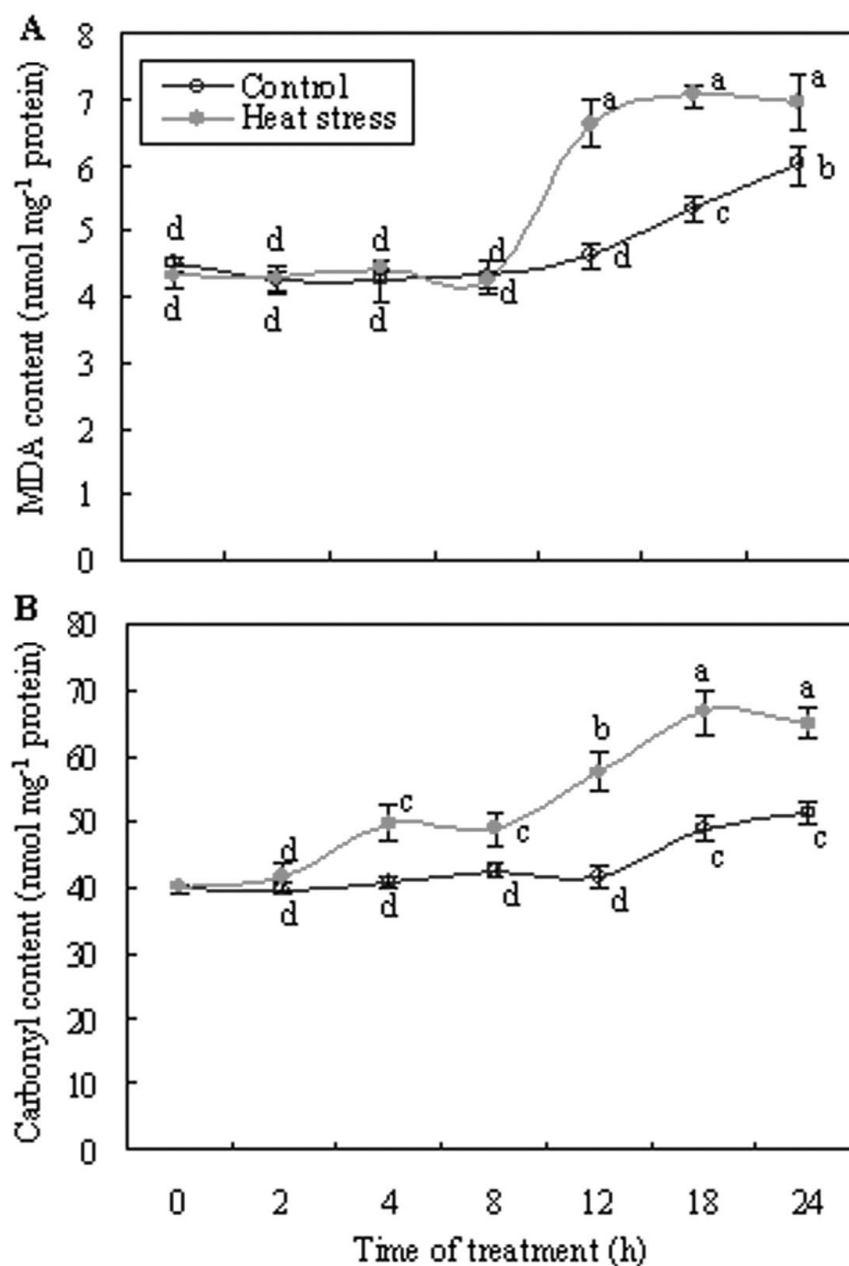 A
MDA content (nmol mg⁻¹ protein)
8
7
6
5
4
3
2
1
0
Control
Heat stress
a a a
b
c
d d d d d
d d d d
B
Carbonyl content (nmol mg⁻¹ protein)
80
70
60
50
40
30
20
10
0
a a
b
c c
c c
d
d d d d
0 2 4 8 12 18 24
Time of treatment (h)